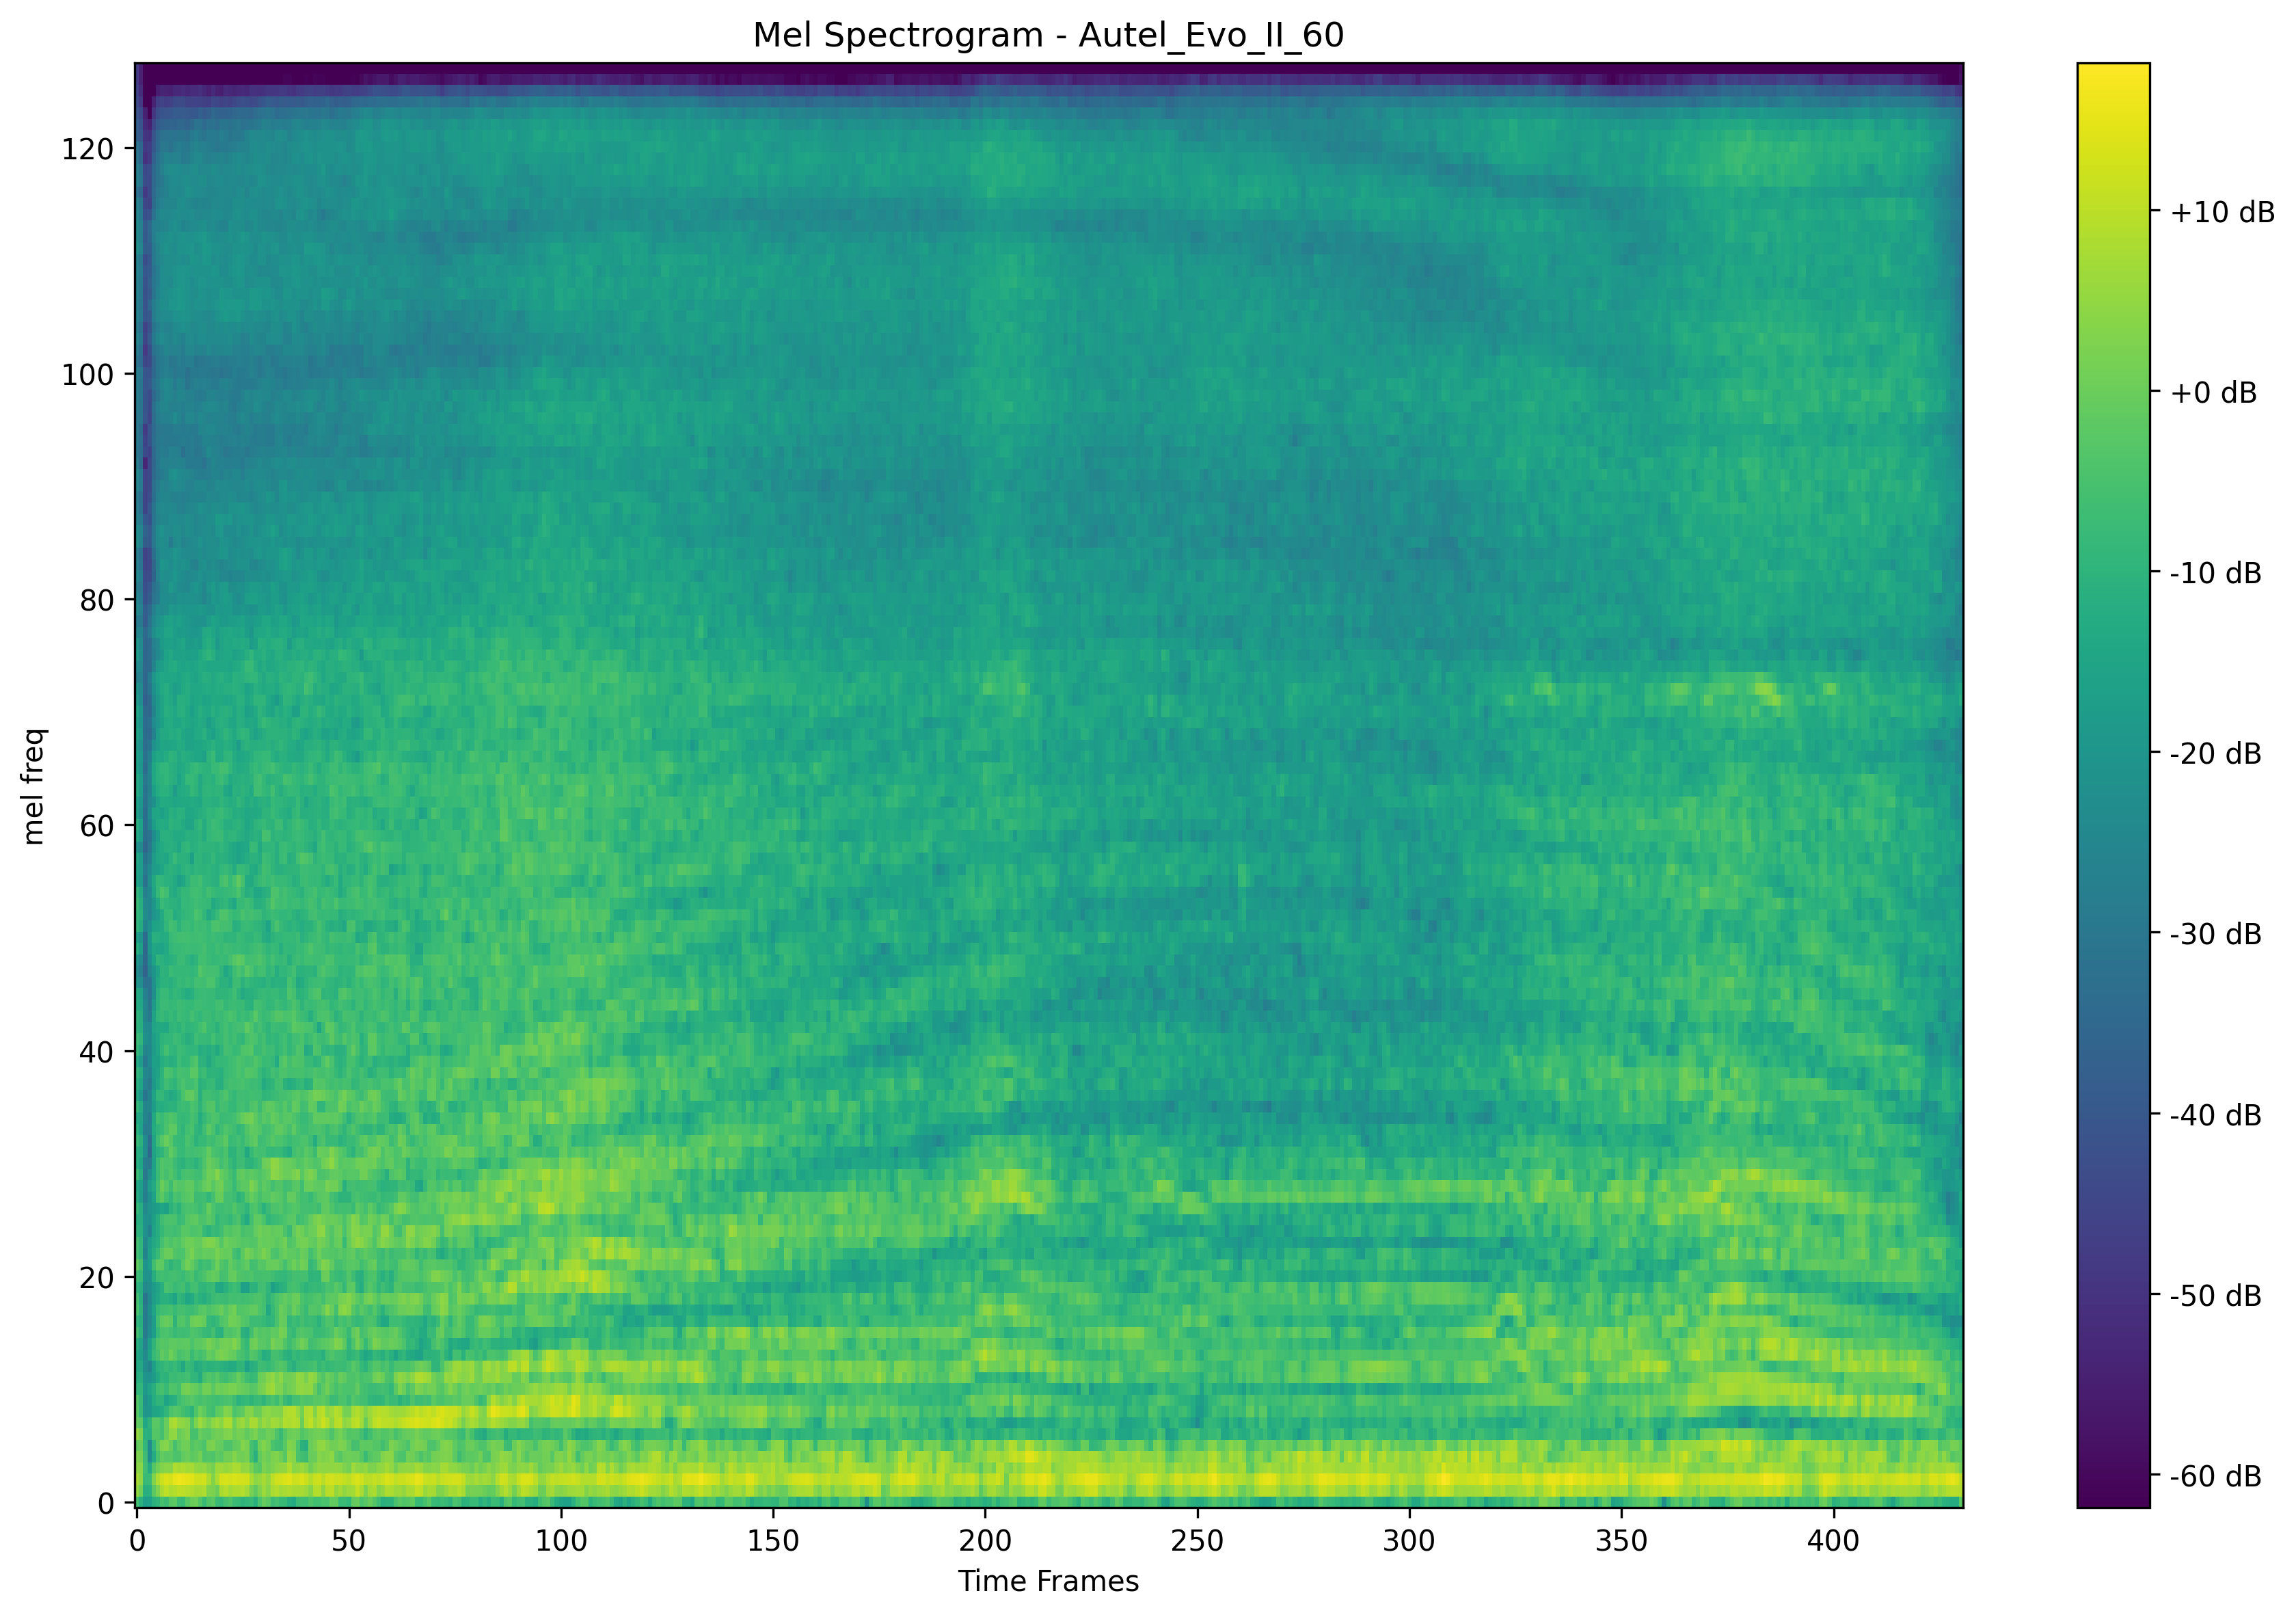 Mel Spectrogram - Autel_Evo_II_60
mel freq
120
100
80
60
40
20
0
0 50 100 150 200 250 300 350 400
Time Frames
+10 dB
+0 dB
-10 dB
-20 dB
-30 dB
-40 dB
-50 dB
-60 dB